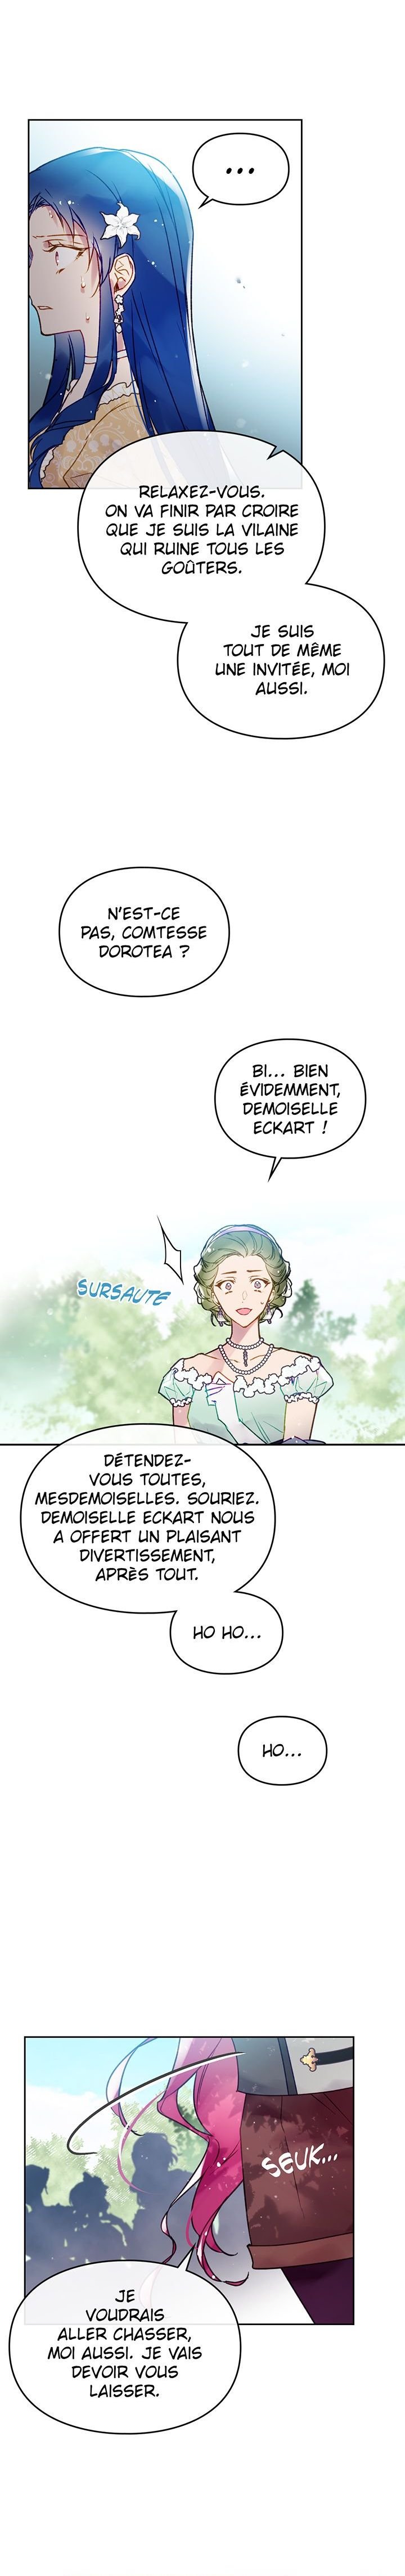 ...
RELAXEZ-VOUS.
ON VA FINIR PAR CROIRE
QUE JE SUIS LA VILAINE
QUI RUINE TOUS LES
GOÛTERS.
JE SUIS
TOUT DE MÊME
UNE INVITÉE, MOI
AUSSI.
N'EST-CE
PAS, COMTESSE
DOROTEA ?
BI... BIEN
ÉVIDEMMENT,
DEMOISELLE
ECKART !
SURSAUTE
DÉTENDEZ-
VOUS TOUTES,
MESDEMOISELLES. SOURIEZ.
DEMOISELLE ECKART NOUS
A OFFERT UN PLAISANT
DIVERTISSEMENT,
APRÈS TOUT.
HO HO...
HO...
SEUK...
JE
VOUDRAIS
ALLER CHASSER,
MOI AUSSI. JE VAIS
DEVOIR VOUS
LAISSER.